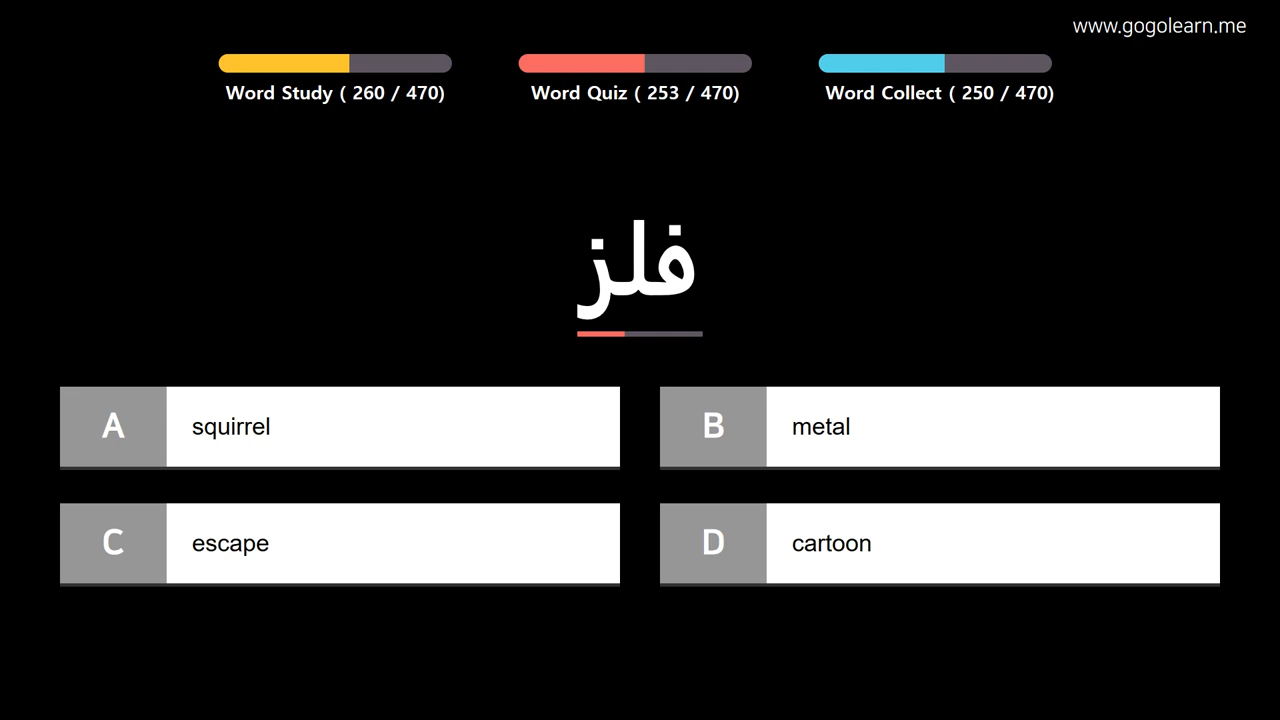 www.gogolearn.me
Word Study ( 260 / 470)
Word Quiz ( 253 / 470)
Word Collect ( 250 / 470)
فلز
A squirrel
B metal
C escape
D cartoon